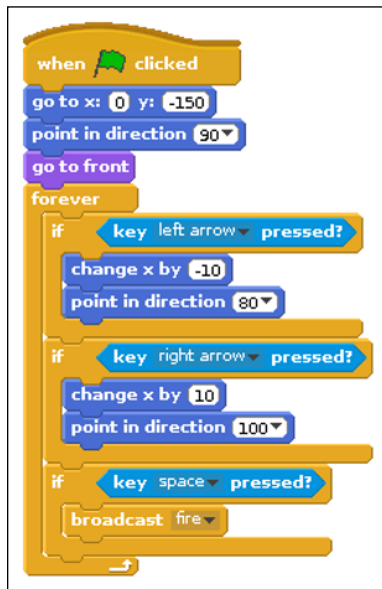 when clicked
go to x: 0 y: -150
point in direction 90
go to front
forever
if key left arrow pressed?
change x by -10
point in direction 80
if key right arrow pressed?
change x by 10
point in direction 100
if key space pressed?
broadcast fire